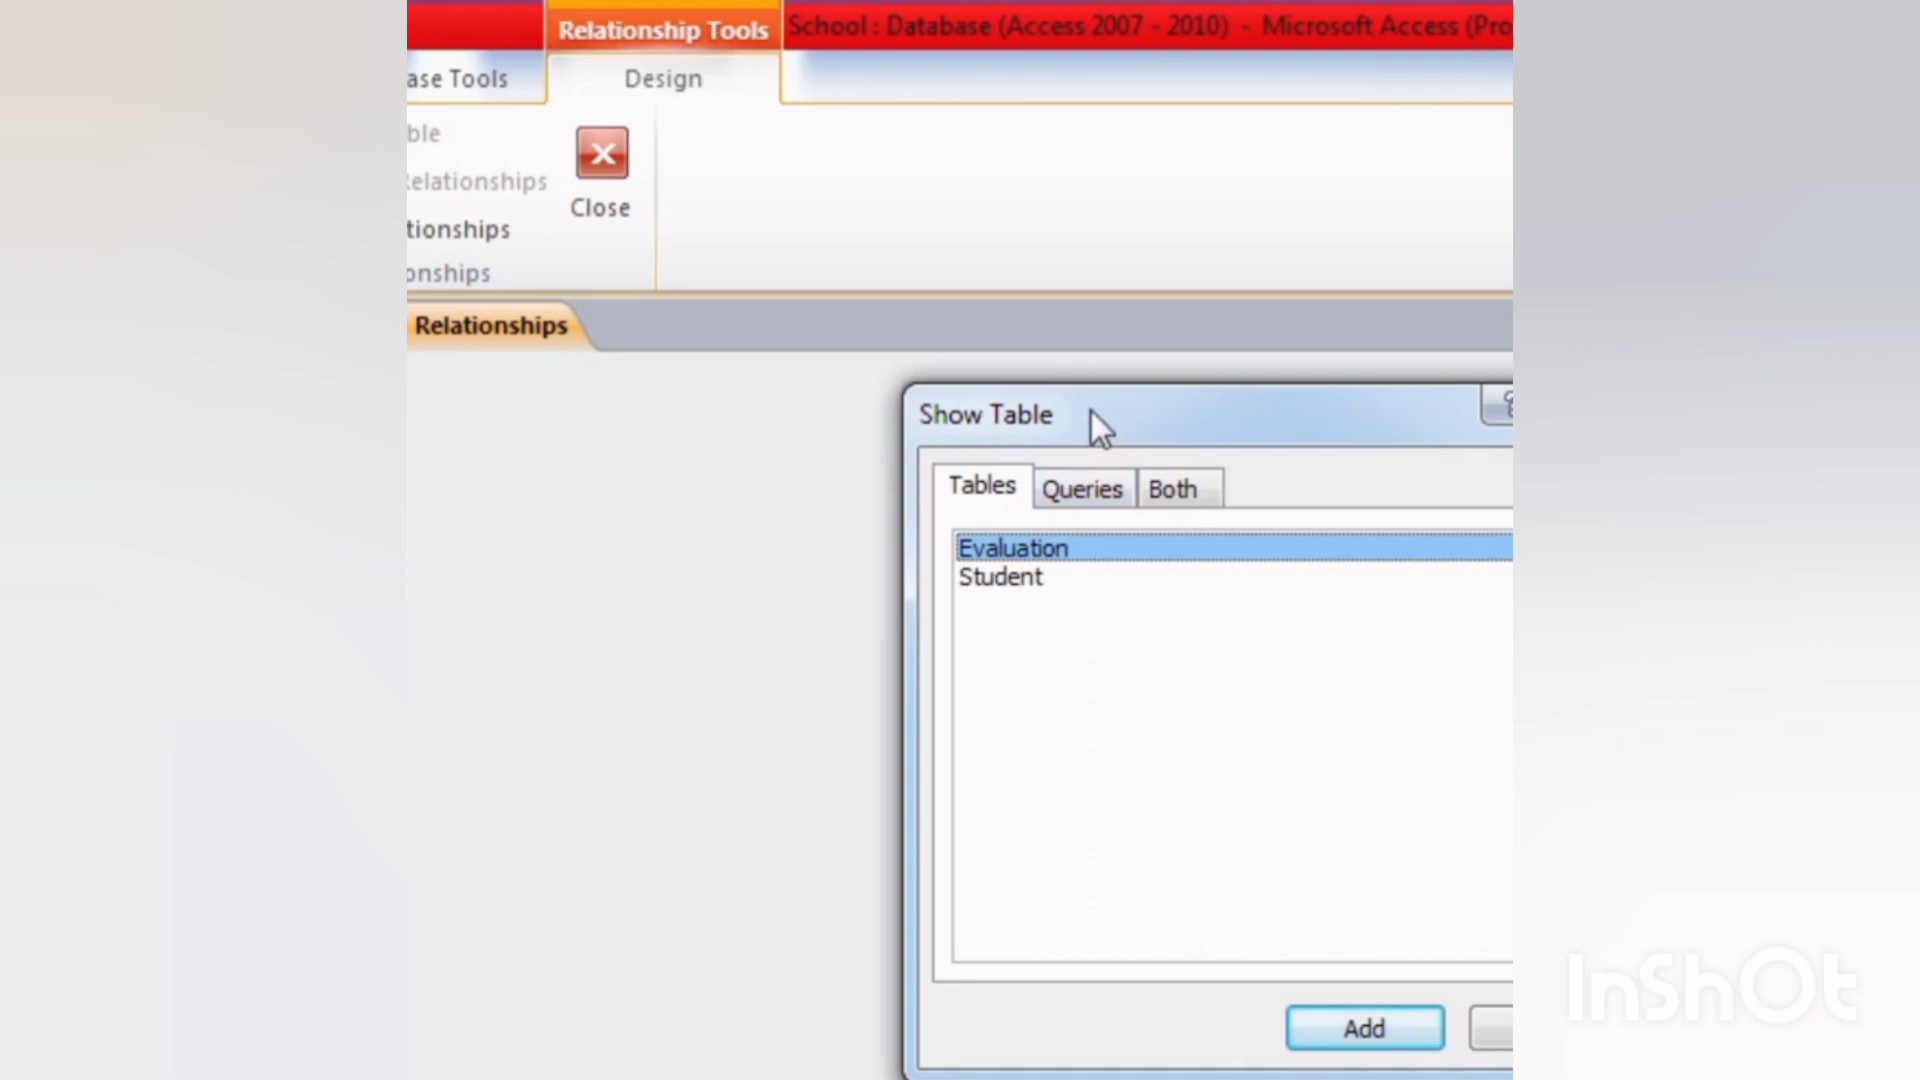 Relationship Tools
School : Database (Access 2007 - 2010) - Microsoft Access (Pro
ase Tools
Design
ble
Relationships
tionships
onships
Close
Relationships
Show Table
Tables
Queries
Both
Evaluation
Student
Add
InShOt